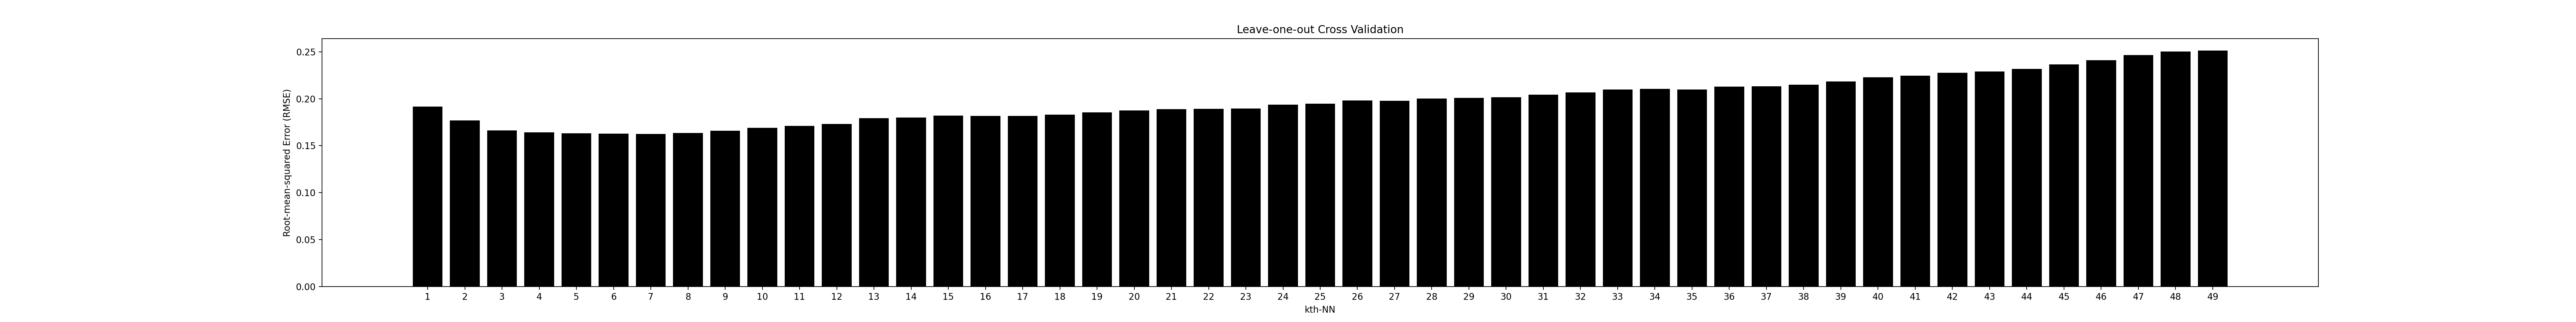 Leave-one-out Cross Validation
Root-mean-squared Error (RMSE)
0.25
0.20
0.15
0.10
0.05
0.00
1 2 3 4 5 6 7 8 9 10 11 12 13 14 15 16 17 18 19 20 21 22 23 24 25 26 27 28 29 30 31 32 33 34 35 36 37 38 39 40 41 42 43 44 45 46 47 48 49
kth-NN